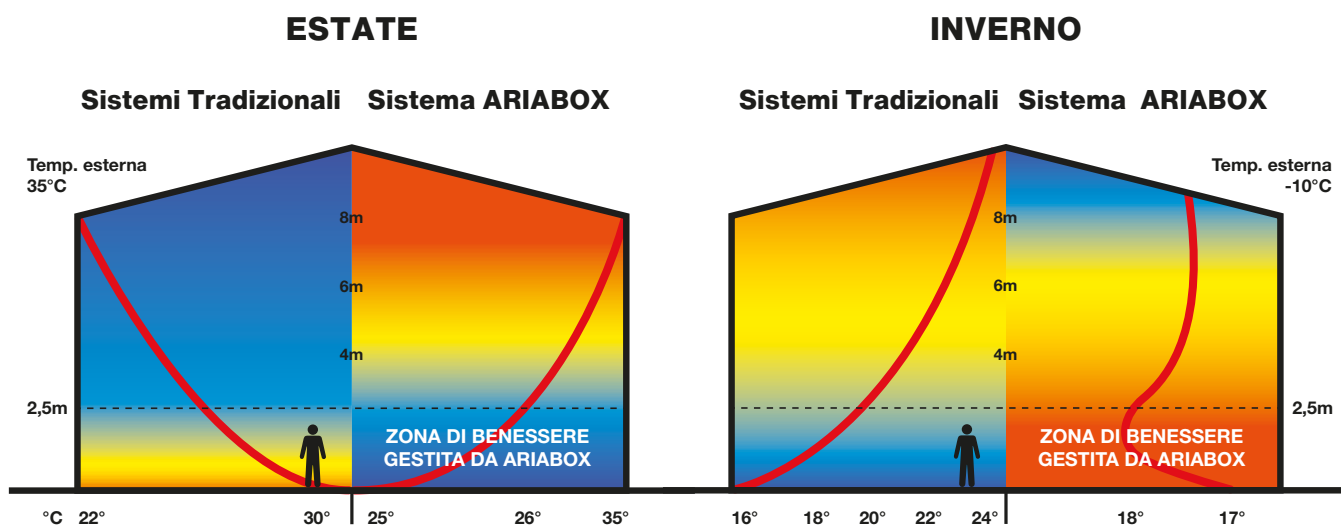 ESTATE
Sistemi Tradizionali
Sistema ARIABOX
Temp. esterna
35°C
8m
6m
4m
2,5m
ZONA DI BENESSERE
GESTITA DA ARIABOX
°C 22° 30° 25° 26° 35°
INVERNO
Sistemi Tradizionali
Sistema ARIABOX
Temp. esterna
-10°C
8m
6m
4m
2,5m
ZONA DI BENESSERE
GESTITA DA ARIABOX
16° 18° 20° 22° 24° 18° 17°